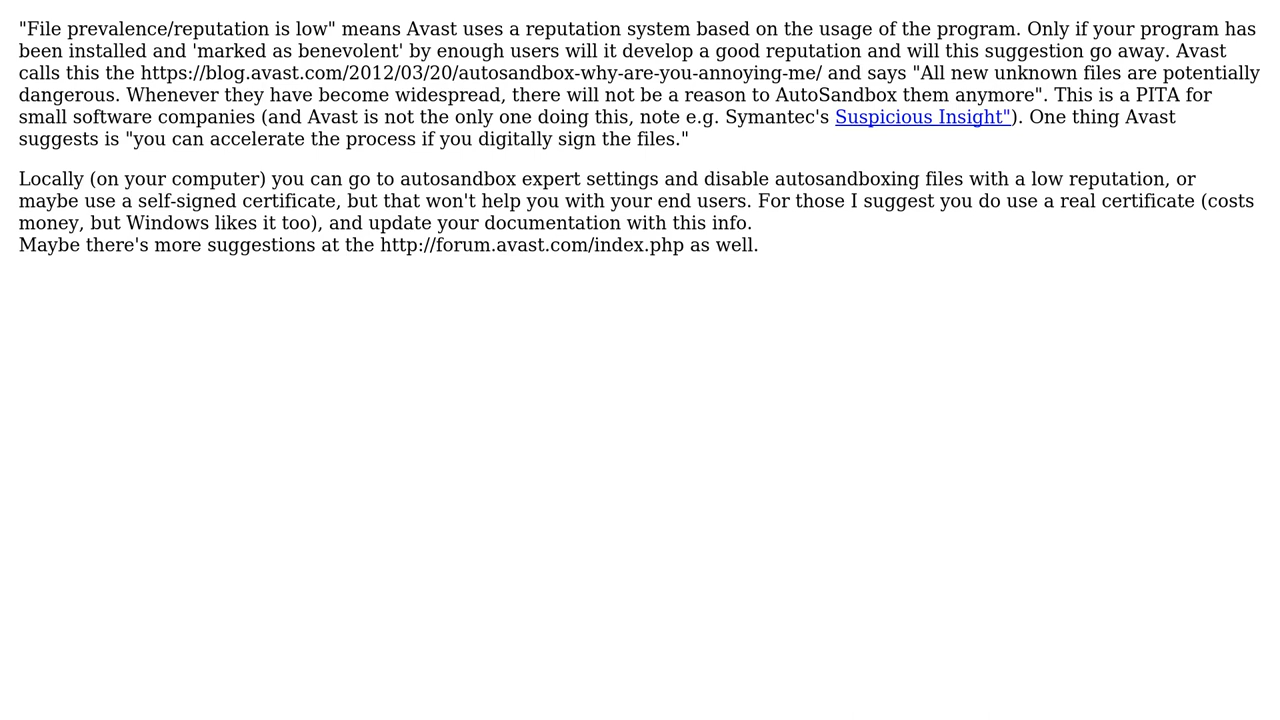 "File prevalence/reputation is low" means Avast uses a reputation system based on the usage of the program. Only if your program has
been installed and 'marked as benevolent' by enough users will it develop a good reputation and will this suggestion go away. Avast
calls this the https://blog.avast.com/2012/03/20/autosandbox-why-are-you-annoying-me/ and says "All new unknown files are potentially
dangerous. Whenever they have become widespread, there will not be a reason to AutoSandbox them anymore". This is a PITA for
small software companies (and Avast is not the only one doing this, note e.g. Symantec's Suspicious Insight"). One thing Avast
suggests is "you can accelerate the process if you digitally sign the files."
Locally (on your computer) you can go to autosandbox expert settings and disable autosandboxing files with a low reputation, or
maybe use a self-signed certificate, but that won't help you with your end users. For those I suggest you do use a real certificate (costs
money, but Windows likes it too), and update your documentation with this info.
Maybe there's more suggestions at the http://forum.avast.com/index.php as well.